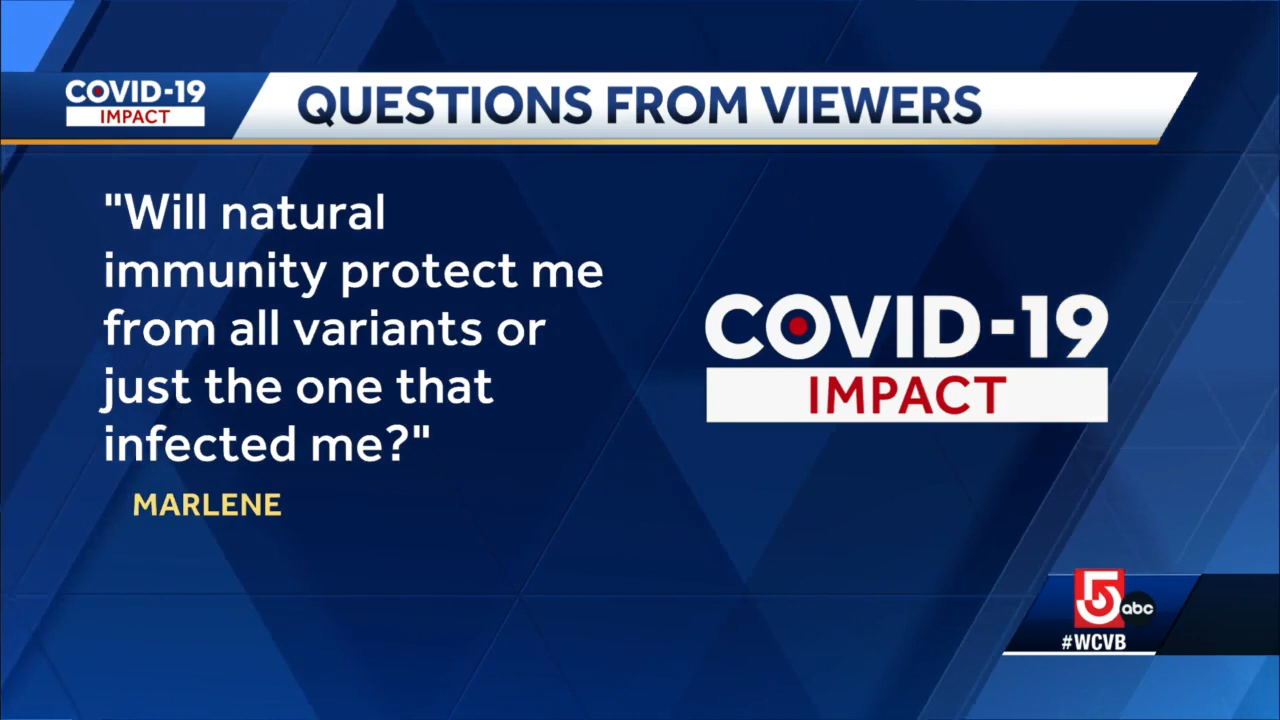 COVID-19
IMPACT
QUESTIONS FROM VIEWERS
"Will natural
immunity protect me
from all variants or
just the one that
infected me?"
MARLENE
COVID-19
IMPACT
5 abc
#WCVB